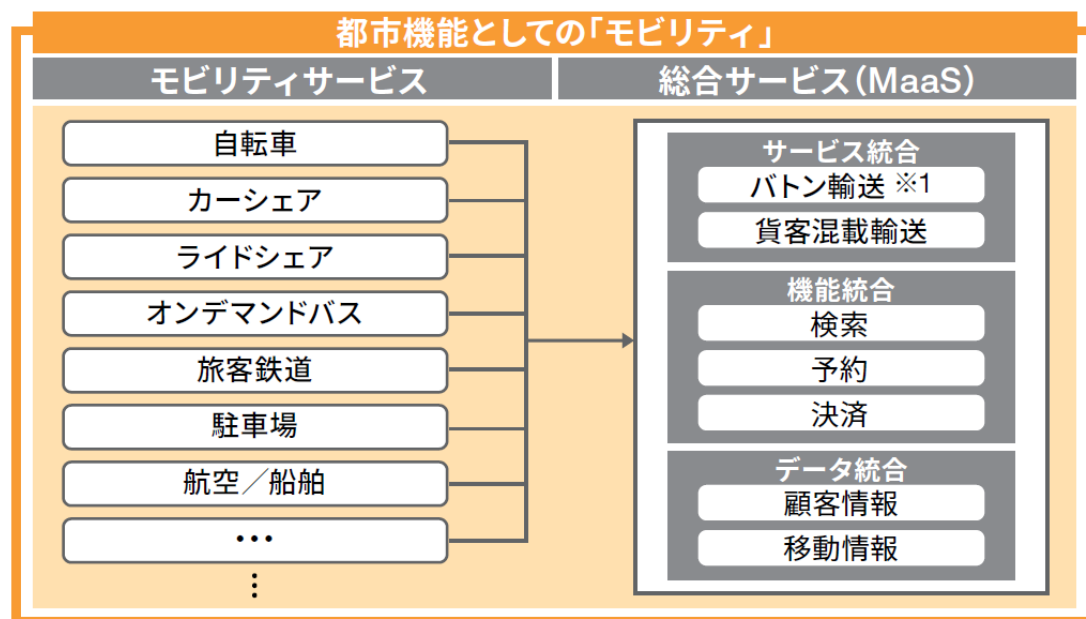 都市機能としての「モビリティ」
モビリティサービス
総合サービス(MaaS)
自転車
カーシェア
ライドシェア
オンデマンドバス
旅客鉄道
駐車場
航空／船舶
…
⋮
サービス統合
バトン輸送 ※1
貨客混載輸送
機能統合
検索
予約
決済
データ統合
顧客情報
移動情報